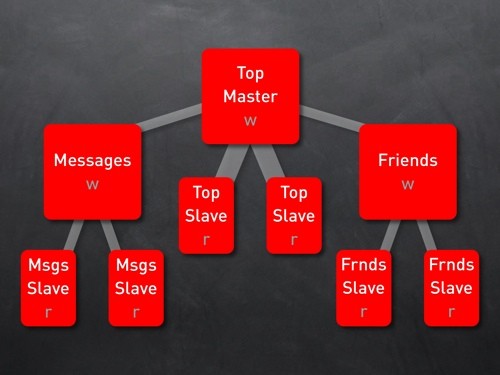 Top
Master
w
Messages
w
Friends
w
Top
Slave
r
Top
Slave
r
Msgs
Slave
r
Msgs
Slave
r
Frnds
Slave
r
Frnds
Slave
r